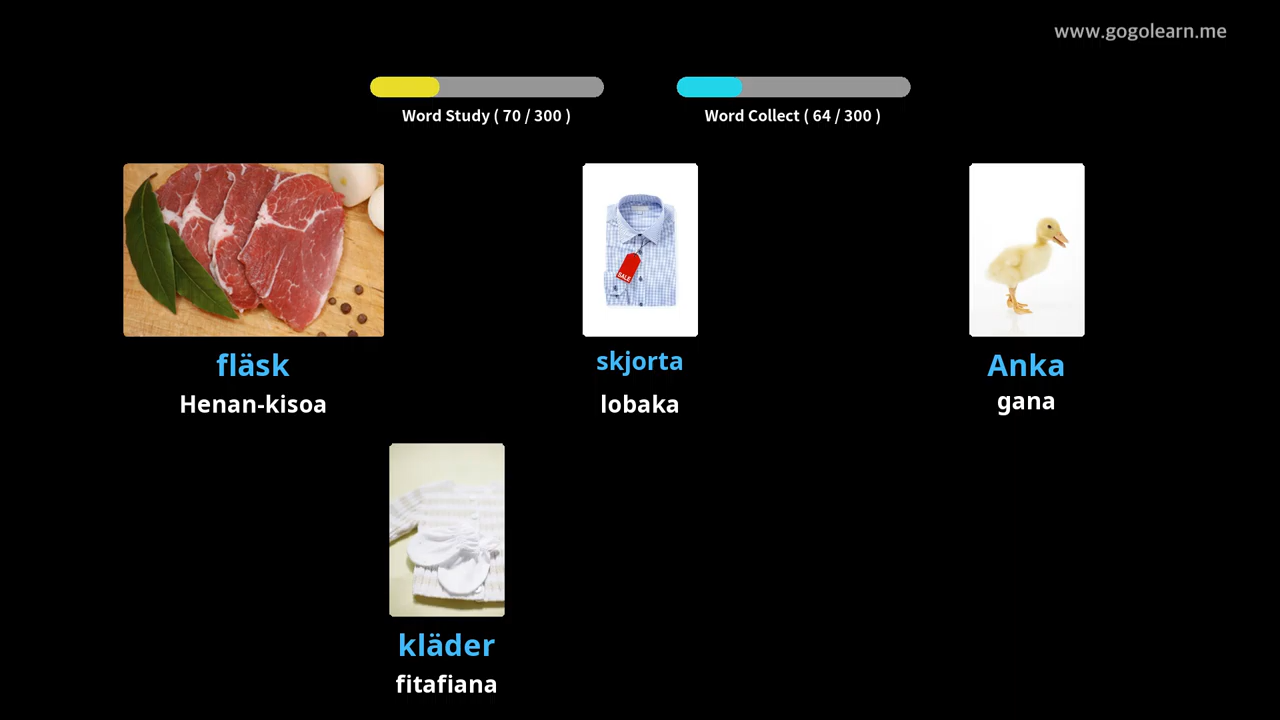 www.gogolearn.me
Word Study ( 70 / 300 )
Word Collect ( 64 / 300 )
SALE
fläsk
skjorta
Anka
Henan-kisoa
lobaka
gana
kläder
fitafiana